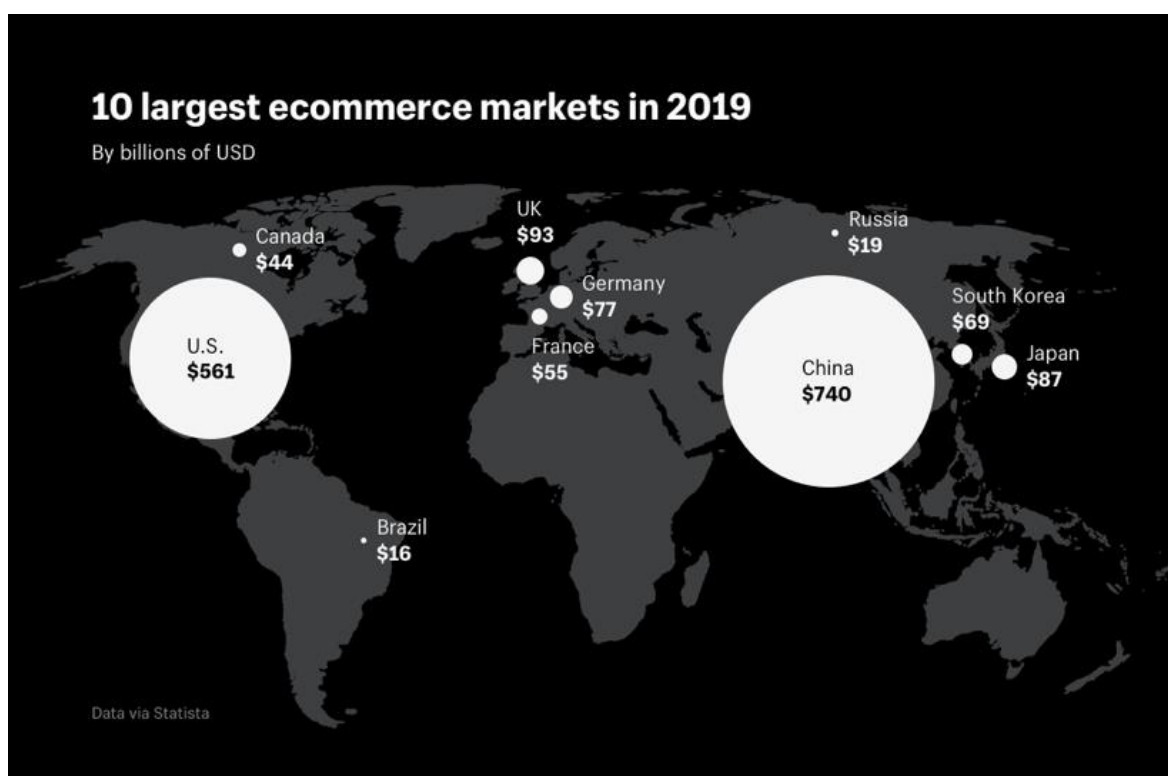 10 largest ecommerce markets in 2019
By billions of USD
UK
$93
Russia
$19
Canada
$44
Germany
$77
South Korea
$69
U.S.
$561
France
$55
China
$740
Japan
$87
Brazil
$16
Data via Statista